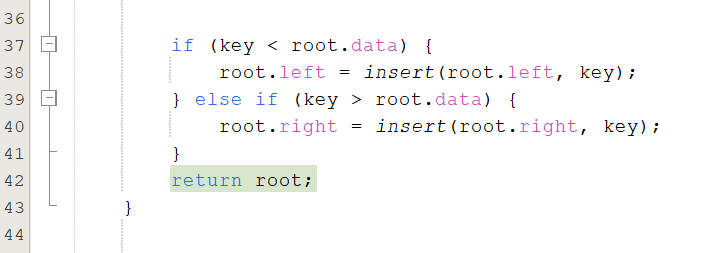 36
37 if (key < root.data) {
38 root.left = insert(root.left, key);
39 } else if (key > root.data) {
40 root.right = insert(root.right, key);
41 }
42 return root;
43 }
44